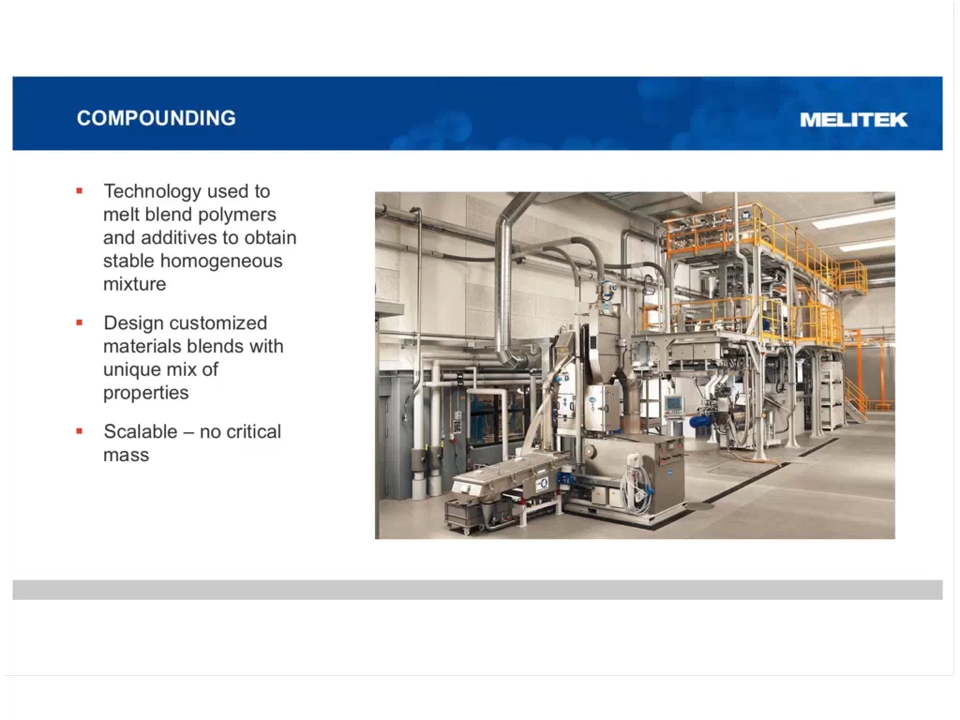 COMPOUNDING
MELITEK
▪ Technology used to
melt blend polymers
and additives to obtain
stable homogeneous
mixture
▪ Design customized
materials blends with
unique mix of
properties
▪ Scalable – no critical
mass